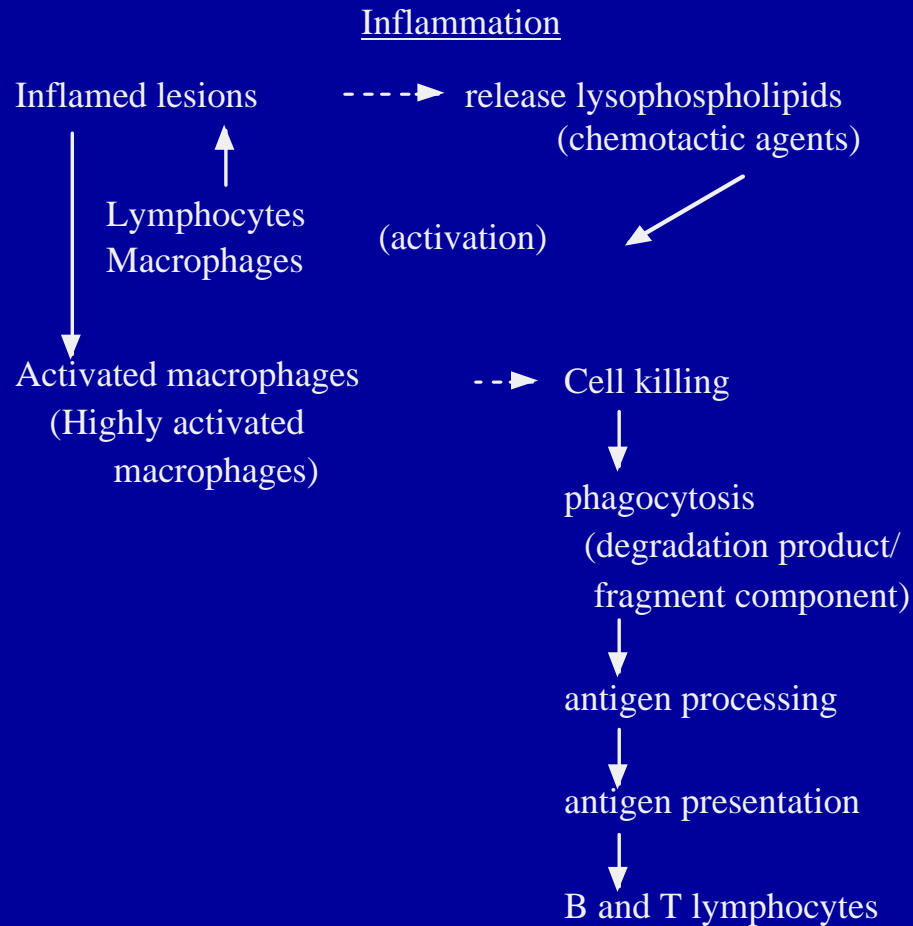 Inflammation
Inflamed lesions
release lysophospholipids
(chemotactic agents)
Lymphocytes
Macrophages
(activation)
Activated macrophages
(Highly activated
macrophages)
Cell killing
phagocytosis
(degradation product/
fragment component)
antigen processing
antigen presentation
B and T lymphocytes